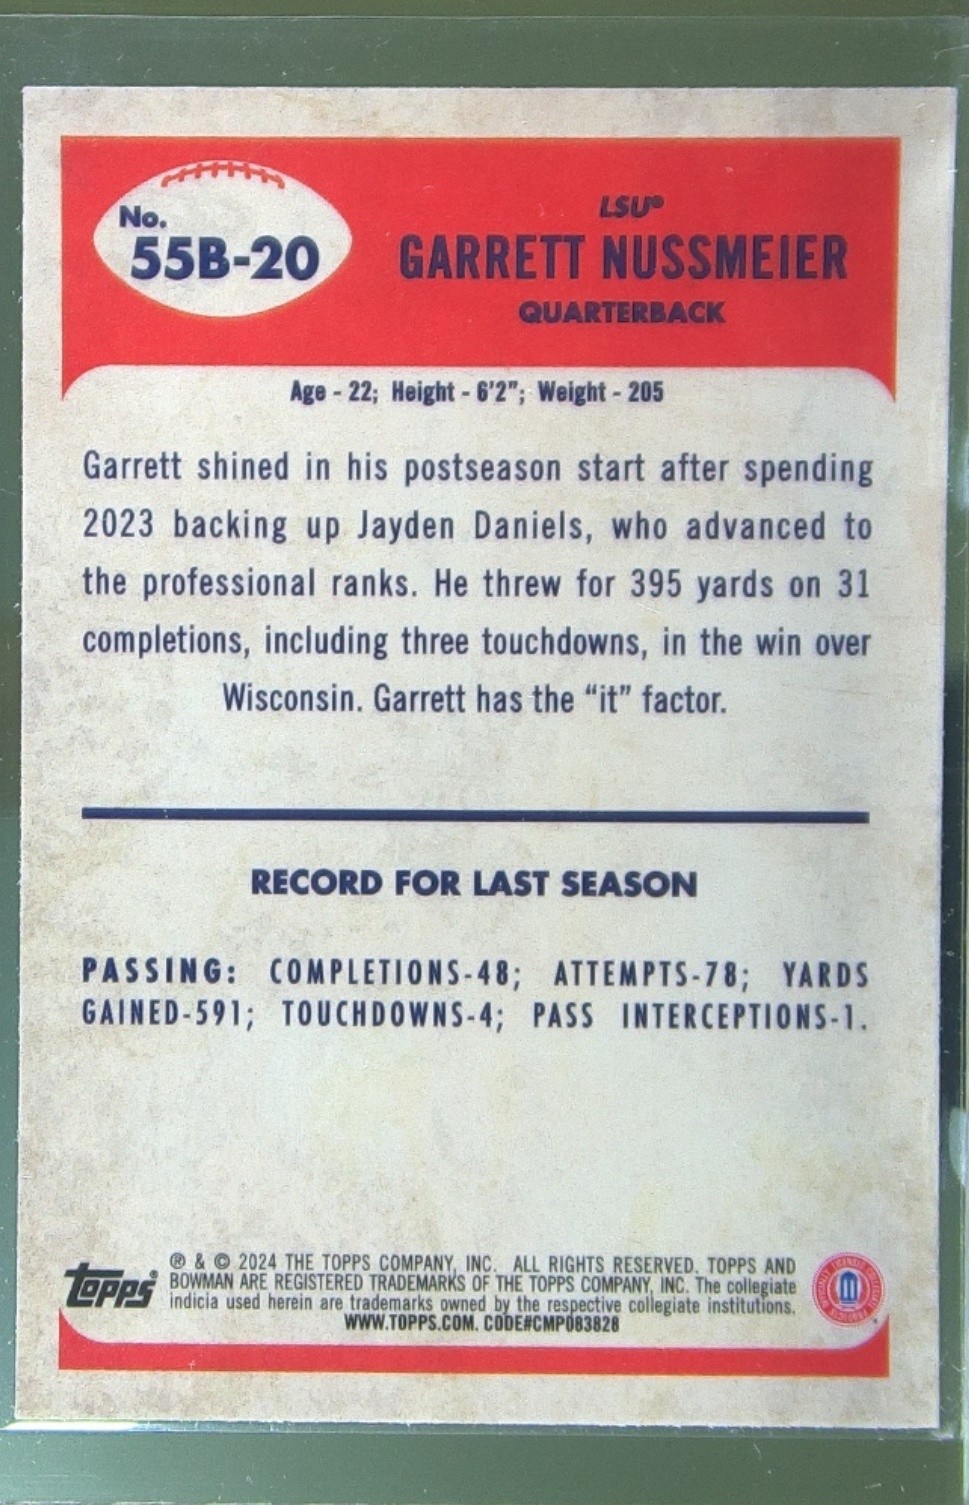 No.
55B-20
LSU®
GARRETT NUSSMEIER
QUARTERBACK
Age - 22; Height - 6'2"; Weight - 205
Garrett shined in his postseason start after spending
2023 backing up Jayden Daniels, who advanced to
the professional ranks. He threw for 395 yards on 31
completions, including three touchdowns, in the win over
Wisconsin. Garrett has the “it” factor.
RECORD FOR LAST SEASON
PASSING: COMPLETIONS-48; ATTEMPTS-78; YARDS
GAINED-591; TOUCHDOWNS-4; PASS INTERCEPTIONS-1.
topps®
® & © 2024 THE TOPPS COMPANY, INC. ALL RIGHTS RESERVED. TOPPS AND
BOWMAN ARE REGISTERED TRADEMARKS OF THE TOPPS COMPANY, INC. The collegiate
indicia used herein are trademarks owned by the respective collegiate institutions.
WWW.TOPPS.COM. CODE#CMP083828